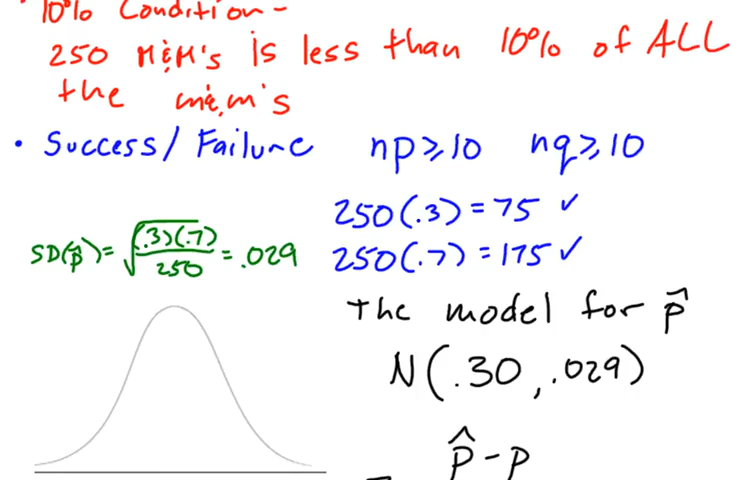 10% Condition -
250 M&M's is less than 10% of ALL
the m&m's
• Success/Failure np ≥ 10 nq ≥ 10
250(.3) = 75 ✓
SD(p̂) = √((.3)(.7)/250) = .029
250(.7) = 175 ✓
the model for p̂
N(.30, .029)
p̂ - p